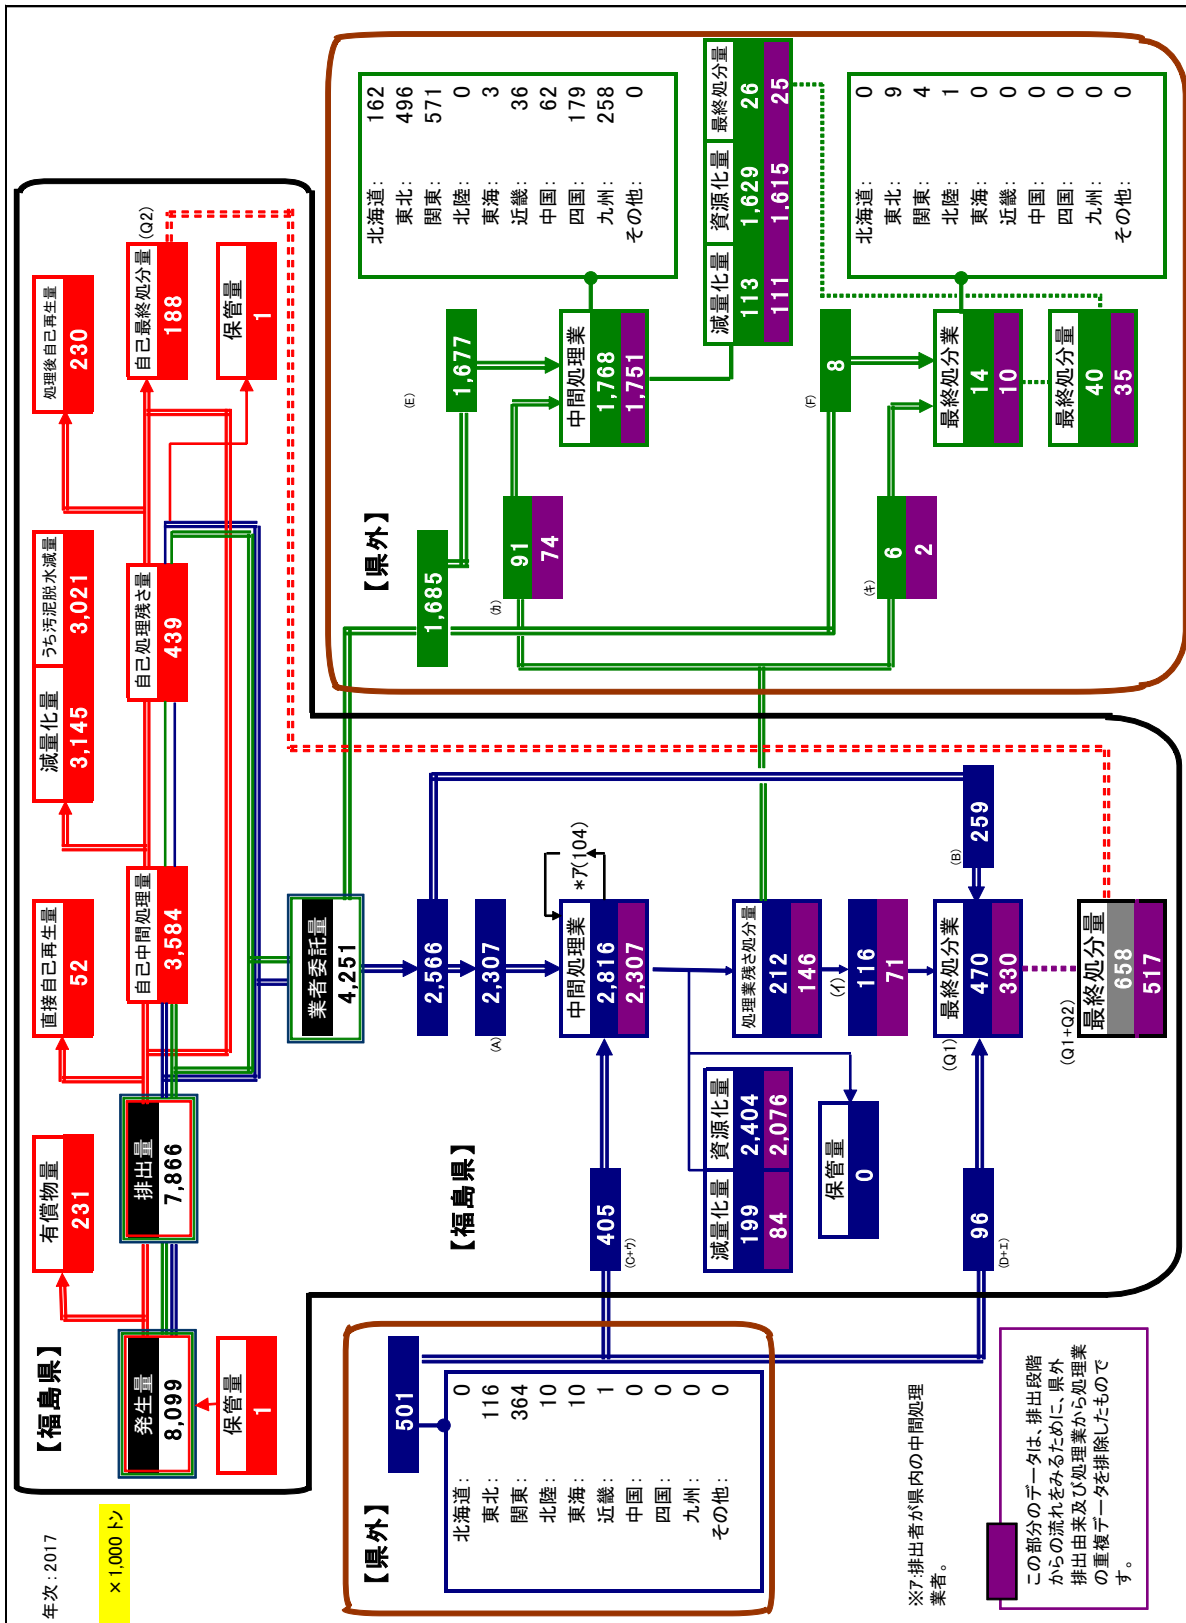 年次：2017
×1,000トン
【福島県】
発生量
8,099
保管量
1
有償物量
231
排出量
7,866
直接自己再生量
52
自己中間処理量
3,584
減量化量
うち汚泥脱水減量
3,145
3,021
自己処理残さ量
439
処理後自己再生量
230
自己最終処分量
(Q2)
188
保管量
1
業者委託量
4,251
【県外】
501
北海道： 0
東北： 116
関東： 364
北陸： 10
東海： 10
近畿： 1
中国： 0
四国： 0
九州： 0
その他： 0
【福島県】
2,566
2,307
(A)
405
(C+ウ)
中間処理業
2,816
2,307
*ア(104)
減量化量
資源化量
199
2,404
84
2,076
保管量
0
処理業残さ処分量
212
146
(イ)
116
71
96
(D+エ)
259
(B)
(Q1)
最終処分業
470
330
(Q1+Q2)
最終処分量
658
517
【県外】
1,685
(E)
1,677
(カ)
91
74
中間処理業
1,768
1,751
北海道： 162
東北： 496
関東： 571
北陸： 0
東海： 3
近畿： 36
中国： 62
四国： 179
九州： 258
その他： 0
減量化量
資源化量
最終処分量
113
1,629
26
111
1,615
25
(F)
8
(キ)
6
2
最終処分業
14
10
最終処分量
40
35
北海道： 0
東北： 9
関東： 4
北陸： 1
東海： 0
近畿： 0
中国： 0
四国： 0
九州： 0
その他： 0
※ア:排出者が県内の中間処理
業者。
この部分のデータは、排出段階
からの流れをみるために、県外
排出由来及び処理業から処理業
の重複データを排除したもので
す。